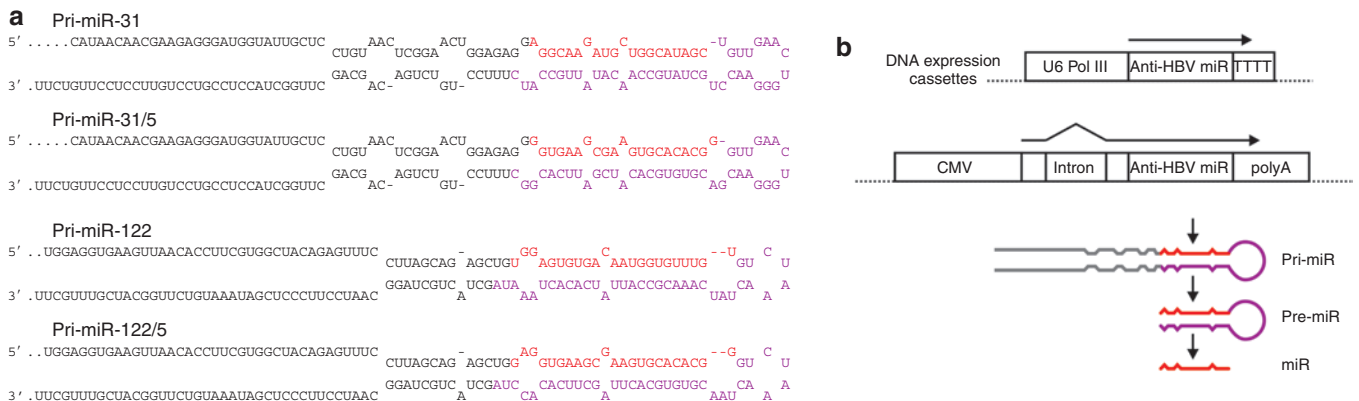 a
Pri-miR-31
5′ .....CAUAACAACGAAGAGGGAUGGUAUUGCUC AAC ACU GA G C -U GAA
CUGU UCGGA GGAGAG GGCAA AUG UGGCAUAGC GUU C
GACG AGUCU CCUUUC CCGUU UAC ACCGUAUCG CAA U
3′ .UUCUGUUCCUCCUUGUCCUGCCUCCAUCGGUUC AC- GU- UA A A UC GGG
Pri-miR-31/5
5′ .....CAUAACAACGAAGAGGGAUGGUAUUGCUC AAC ACU GG G A G- GAA
CUGU UCGGA GGAGAG GUGAA CGA GUGCACACG GUU C
GACG AGUCU CCUUUC CACUU GCU CACGUGUGC CAA U
3′ .UUCUGUUCCUCCUUGUCCUGCCUCCAUCGGUUC AC- GU- GG A A AG GGG
Pri-miR-122
5′ ..UGGAGGUGAAGUUAACACCUUCGUGGCUACAGAGUUUC - GG C --U C
CUUAGCAG AGCUGU AGUGUGA AAUGGUGUUUG GU U
GGAUCGUC UCGAUA UCACACU UUACCGCAAAC CA A
3′ .UUCGUUUGCUACGGUUCUGUAAAUAGCUCCCUUCCUAAC A AA A UAU A
Pri-miR-122/5
5′ ..UGGAGGUGAAGUUAACACCUUCGUGGCUACAGAGUUUC - AG G --G C
CUUAGCAG AGCUGG GUGAAGC AAGUGCACACG GU U
GGAUCGUC UCGAUC CACUUCG UUCACGUGUGC CA A
3′ .UUCGUUUGCUACGGUUCUGUAAAUAGCUCCCUUCCUAAC A CA A AAU A
b
DNA expression
cassettes
U6 Pol III
Anti-HBV miR
TTTT
CMV
Intron
Anti-HBV miR
polyA
Pri-miR
Pre-miR
miR